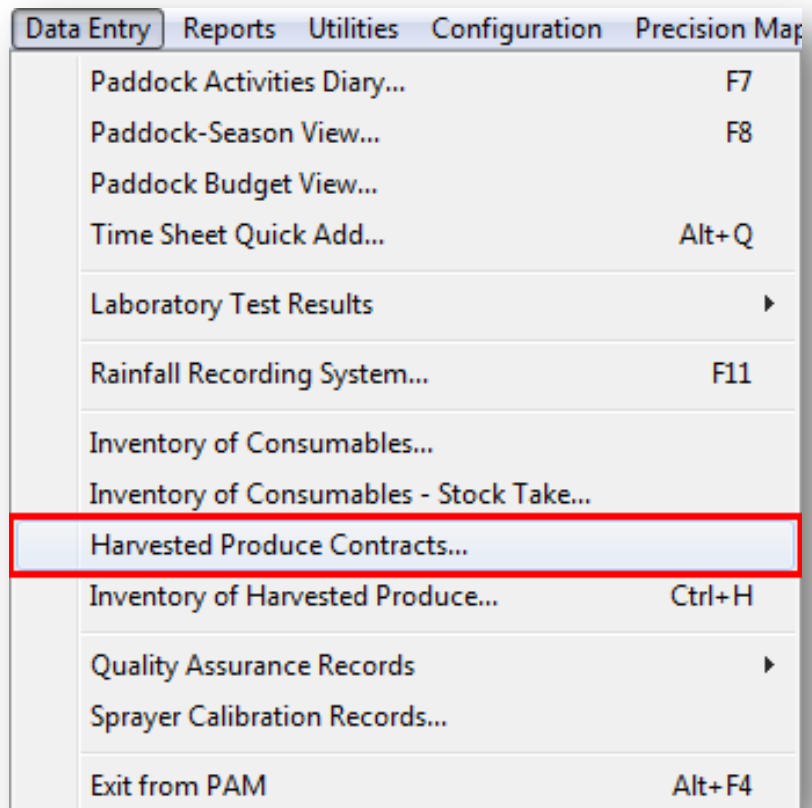 Data Entry Reports Utilities Configuration Precision Map
Paddock Activities Diary... F7
Paddock-Season View... F8
Paddock Budget View...
Time Sheet Quick Add... Alt+Q
Laboratory Test Results
Rainfall Recording System... F11
Inventory of Consumables...
Inventory of Consumables - Stock Take...
Harvested Produce Contracts...
Inventory of Harvested Produce... Ctrl+H
Quality Assurance Records
Sprayer Calibration Records...
Exit from PAM Alt+F4